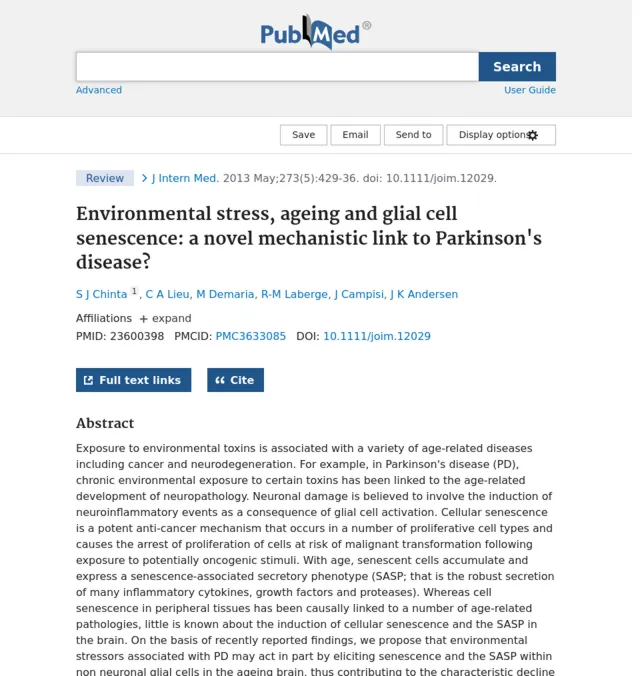 PubMed®
Search
Advanced
User Guide
Save
Email
Send to
Display options
Review
J Intern Med. 2013 May;273(5):429-36. doi: 10.1111/joim.12029.
Environmental stress, ageing and glial cell
senescence: a novel mechanistic link to Parkinson's
disease?
S J Chinta 1, C A Lieu, M Demaria, R-M Laberge, J Campisi, J K Andersen
Affiliations + expand
PMID: 23600398 PMCID: PMC3633085 DOI: 10.1111/joim.12029
Full text links
Cite
Abstract
Exposure to environmental toxins is associated with a variety of age-related diseases
including cancer and neurodegeneration. For example, in Parkinson's disease (PD),
chronic environmental exposure to certain toxins has been linked to the age-related
development of neuropathology. Neuronal damage is believed to involve the induction of
neuroinflammatory events as a consequence of glial cell activation. Cellular senescence
is a potent anti-cancer mechanism that occurs in a number of proliferative cell types and
causes the arrest of proliferation of cells at risk of malignant transformation following
exposure to potentially oncogenic stimuli. With age, senescent cells accumulate and
express a senescence-associated secretory phenotype (SASP; that is the robust secretion
of many inflammatory cytokines, growth factors and proteases). Whereas cell
senescence in peripheral tissues has been causally linked to a number of age-related
pathologies, little is known about the induction of cellular senescence and the SASP in
the brain. On the basis of recently reported findings, we propose that environmental
stressors associated with PD may act in part by eliciting senescence and the SASP within
non neuronal glial cells in the ageing brain, thus contributing to the characteristic decline